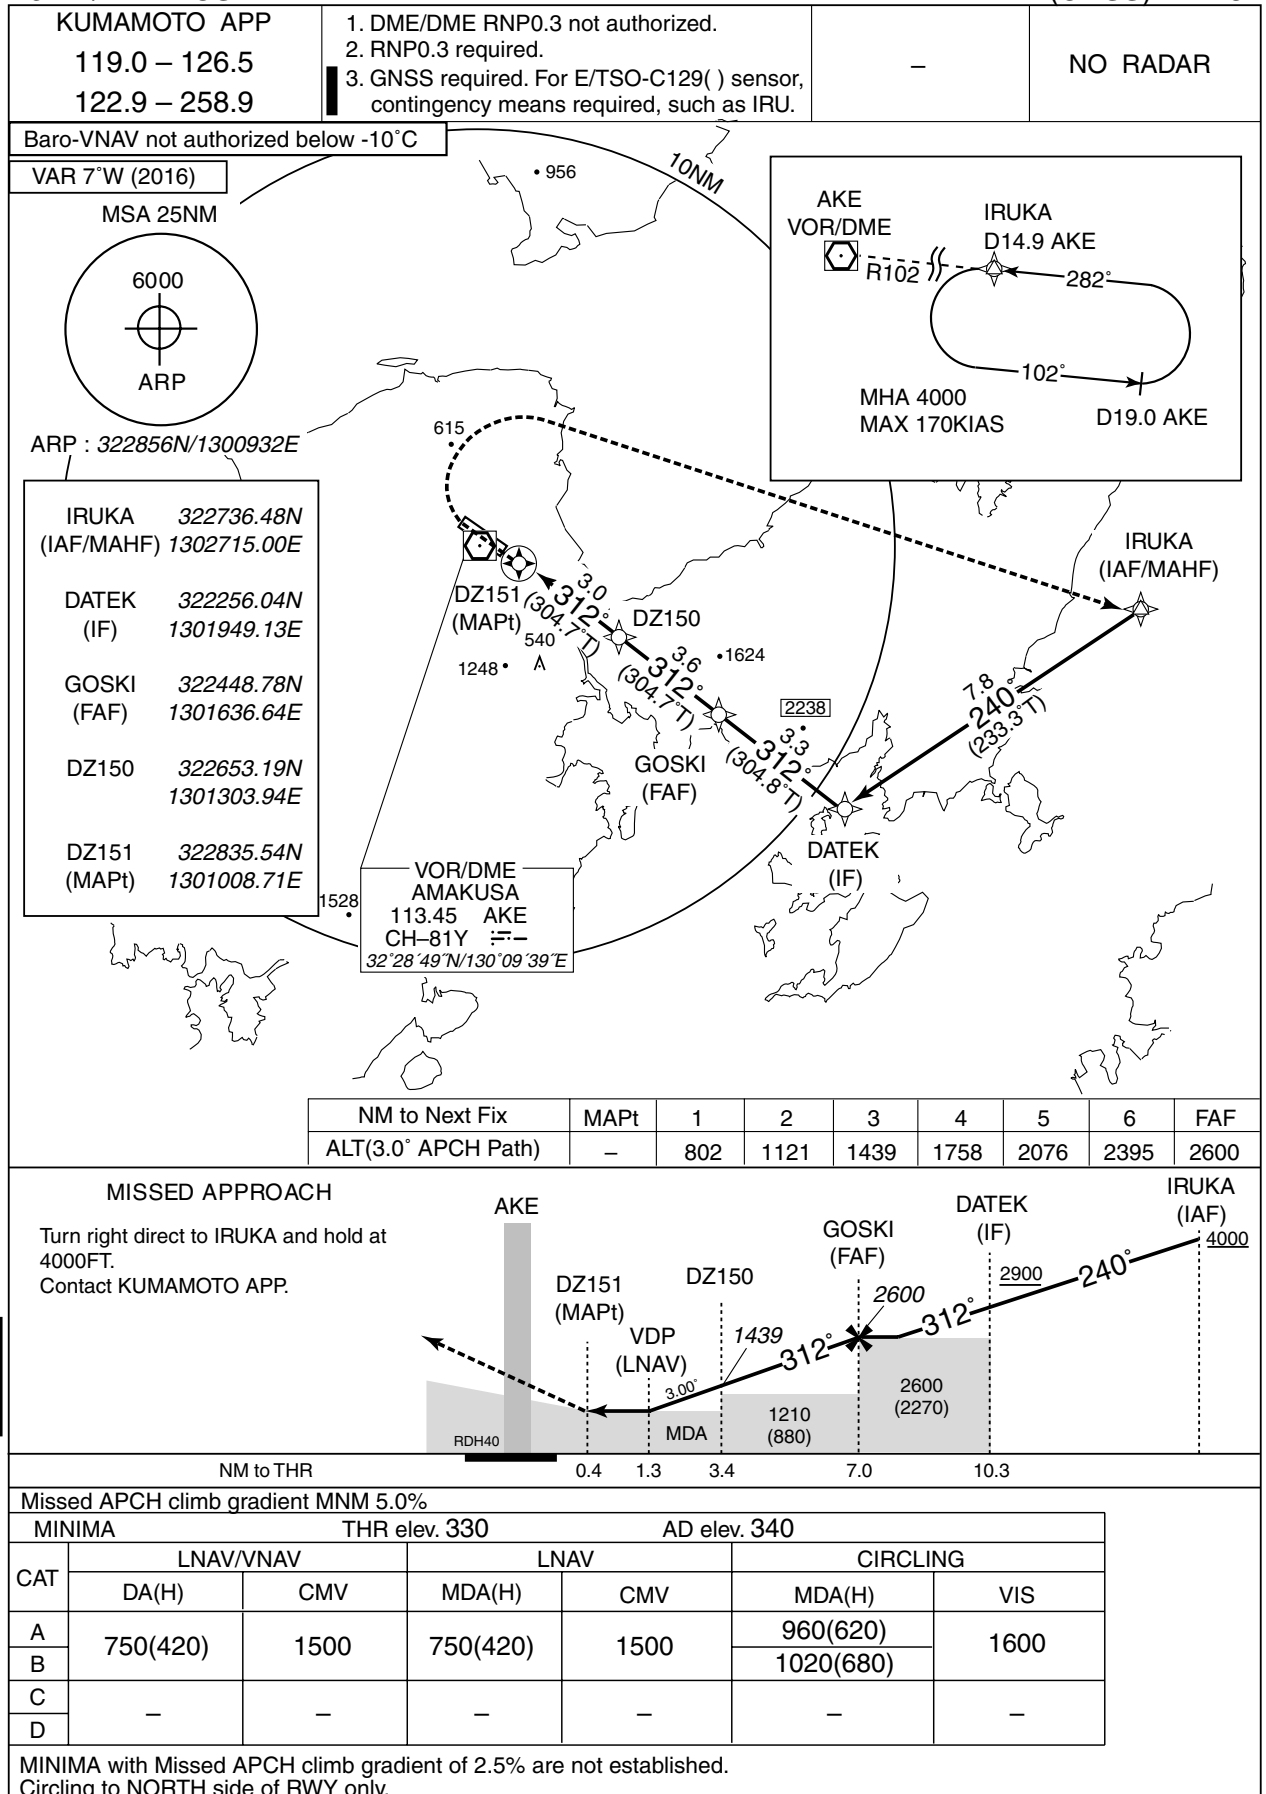 KUMAMOTO APP
119.0 – 126.5
122.9 – 258.9
1. DME/DME RNP0.3 not authorized.
2. RNP0.3 required.
3. GNSS required. For E/TSO-C129( ) sensor,
contingency means required, such as IRU.
–
NO RADAR
Baro-VNAV not authorized below -10˚C
VAR 7˚W (2016)
MSA 25NM
6000
ARP
ARP : 322856N/1300932E
10NM
956
AKE
VOR/DME
IRUKA
D14.9 AKE
R102
282˚
102˚
MHA 4000
MAX 170KIAS
D19.0 AKE
615
IRUKA 322736.48N
(IAF/MAHF) 1302715.00E
DATEK 322256.04N
(IF) 1301949.13E
GOSKI 322448.78N
(FAF) 1301636.64E
DZ150 322653.19N
1301303.94E
DZ151 322835.54N
(MAPt) 1301008.71E
IRUKA
(IAF/MAHF)
DZ151
(MAPt)
3.0
312˚
(304.7˚T)
DZ150
540
1248
1624
3.6
312˚
(304.7˚T)
2238
3.3
312˚
(304.8˚T)
7.8
240˚
(233.3˚T)
GOSKI
(FAF)
DATEK
(IF)
1528
VOR/DME
AMAKUSA
113.45 AKE
CH–81Y
32˚28´49˝N/130˚09´39˝E
NM to Next Fix MAPt 1 2 3 4 5 6 FAF
ALT(3.0˚ APCH Path) – 802 1121 1439 1758 2076 2395 2600
MISSED APPROACH
Turn right direct to IRUKA and hold at
4000FT.
Contact KUMAMOTO APP.
AKE
DZ151
(MAPt)
VDP
(LNAV)
DZ150
GOSKI
(FAF)
DATEK
(IF)
IRUKA
(IAF)
4000
2900
240˚
312˚
2600
1439
312˚
3.00˚
2600
(2270)
1210
(880)
MDA
RDH40
NM to THR 0.4 1.3 3.4 7.0 10.3
Missed APCH climb gradient MNM 5.0%
MINIMA THR elev. 330 AD elev. 340
CAT LNAV/VNAV LNAV CIRCLING
DA(H) CMV MDA(H) CMV MDA(H) VIS
A 750(420) 1500 750(420) 1500 960(620) 1600
B 1020(680)
C – – – – – –
D
MINIMA with Missed APCH climb gradient of 2.5% are not established.
Circling to NORTH side of RWY only.